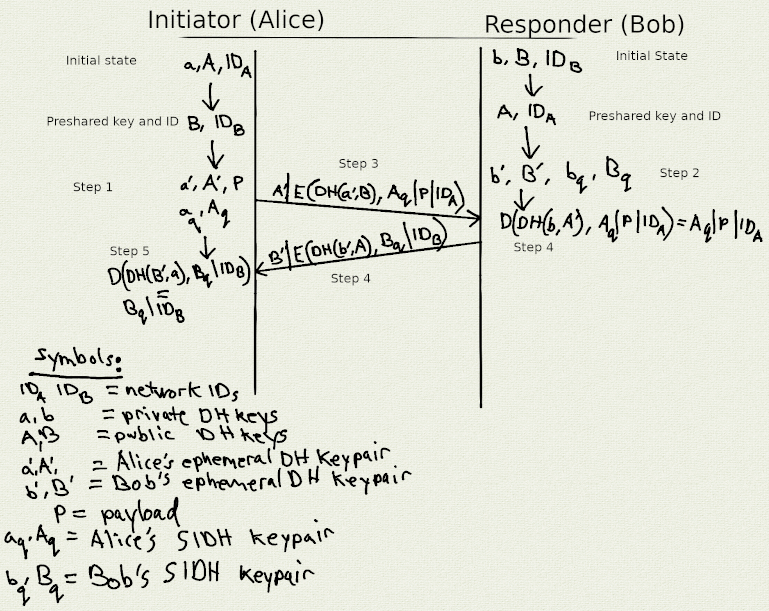 Initiator (Alice)
Responder (Bob)
Initial state
a, A, ID_A
b, B, ID_B
Initial State
Preshared key and ID
B, ID_B
A, ID_A
Preshared key and ID
Step 1
a', A', P
a_q, A_q
Step 3
A'|E(DH(a',B), A_q|P|ID_A)
b', B', b_q, B_q
Step 2
D(DH(b,A'), A_q|P|ID_A) = A_q|P|ID_A
Step 4
B'|E(DH(b',A), B_q|ID_B)
Step 4
Step 5
D(DH(B',a), B_q|ID_B)
=
B_q|ID_B
Symbols:
ID_A ID_B = network IDs
a, b = private DH keys
A, B = public DH keys
a', A', = Alice's ephemeral DH Keypair
b', B' = Bob's ephemeral DH Keypair
P = payload
a_q, A_q = Alice's SIDH keypair
b_q, B_q = Bob's SIDH keypair